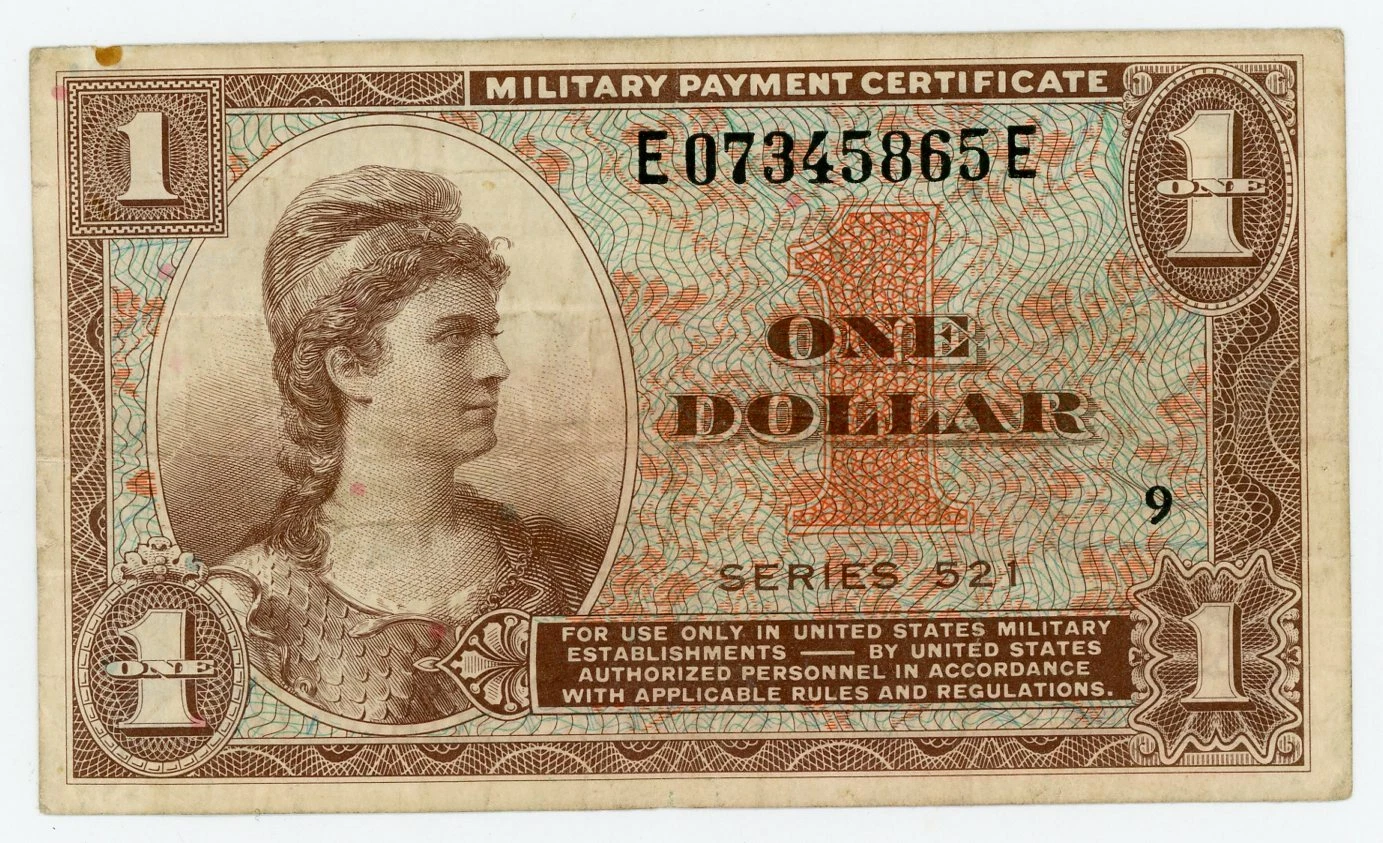 1
MILITARY PAYMENT CERTIFICATE
1
ONE
E07345865E
1
ONE
DOLLAR
9
SERIES 521
1
ONE
FOR USE ONLY IN UNITED STATES MILITARY
ESTABLISHMENTS — BY UNITED STATES
AUTHORIZED PERSONNEL IN ACCORDANCE
WITH APPLICABLE RULES AND REGULATIONS.
1